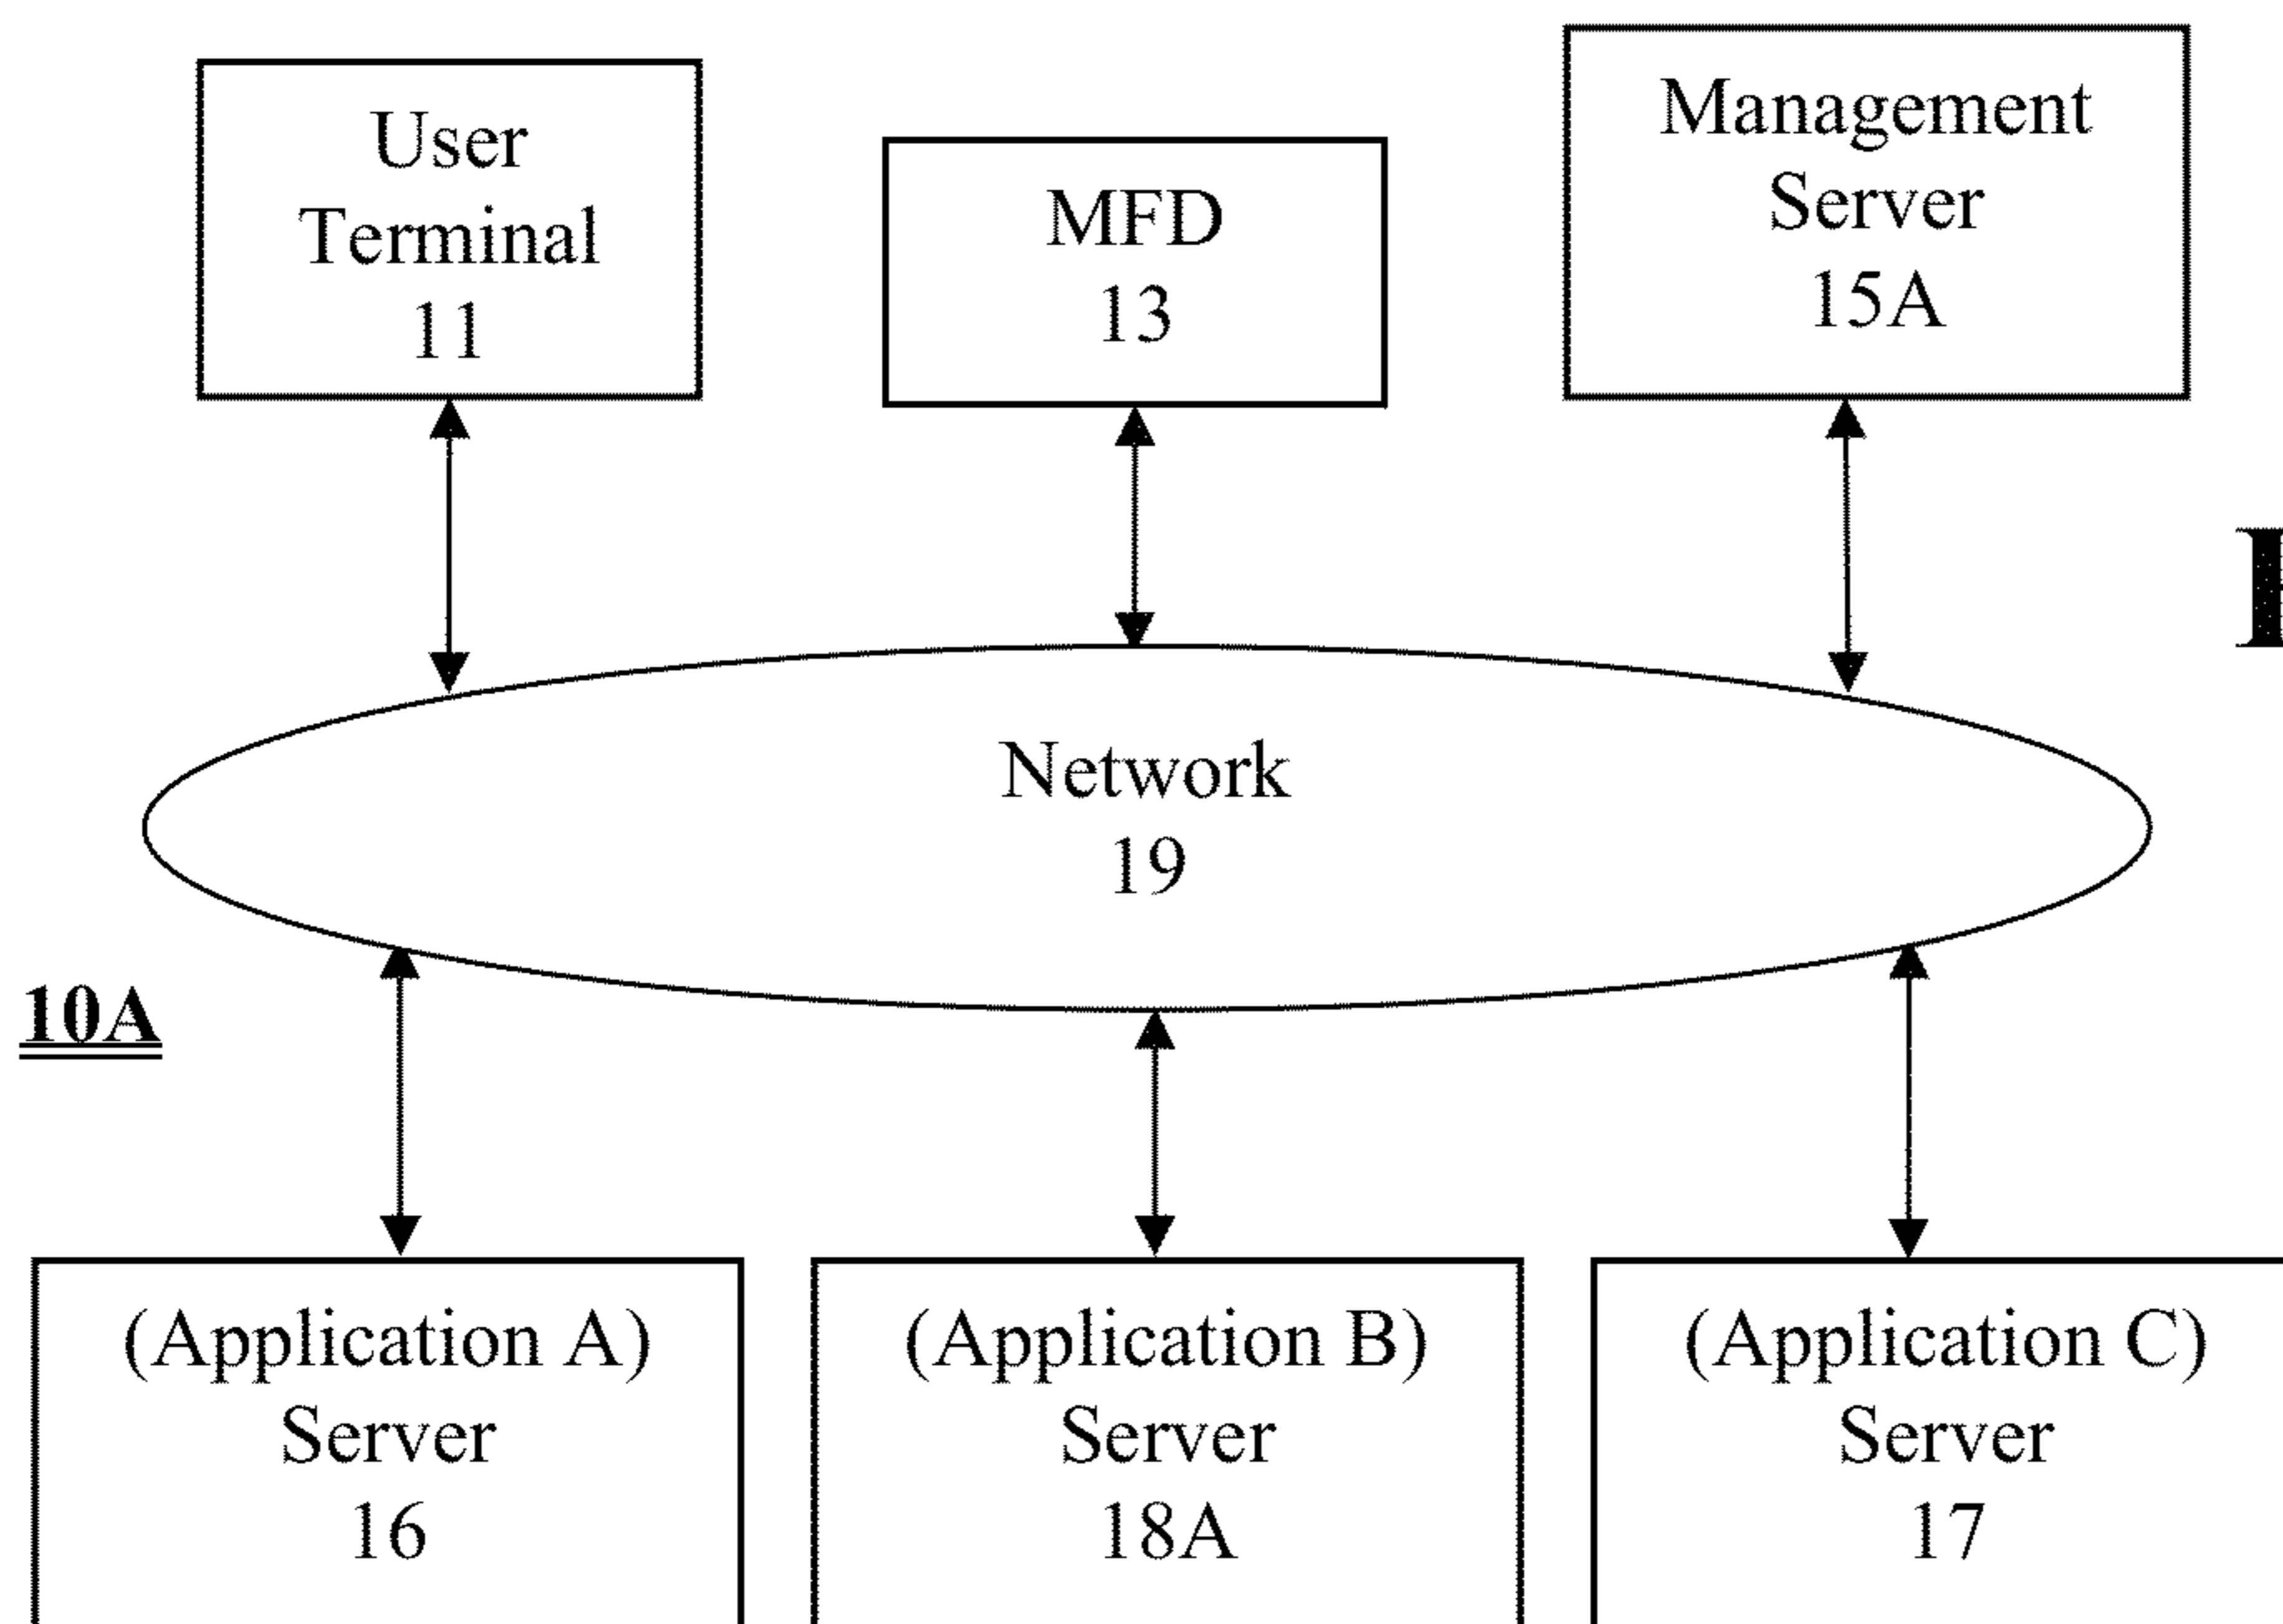 User
Terminal
11
MFD
13
Management
Server
15A
Network
19
10A
(Application A)
Server
16
(Application B)
Server
18A
(Application C)
Server
17